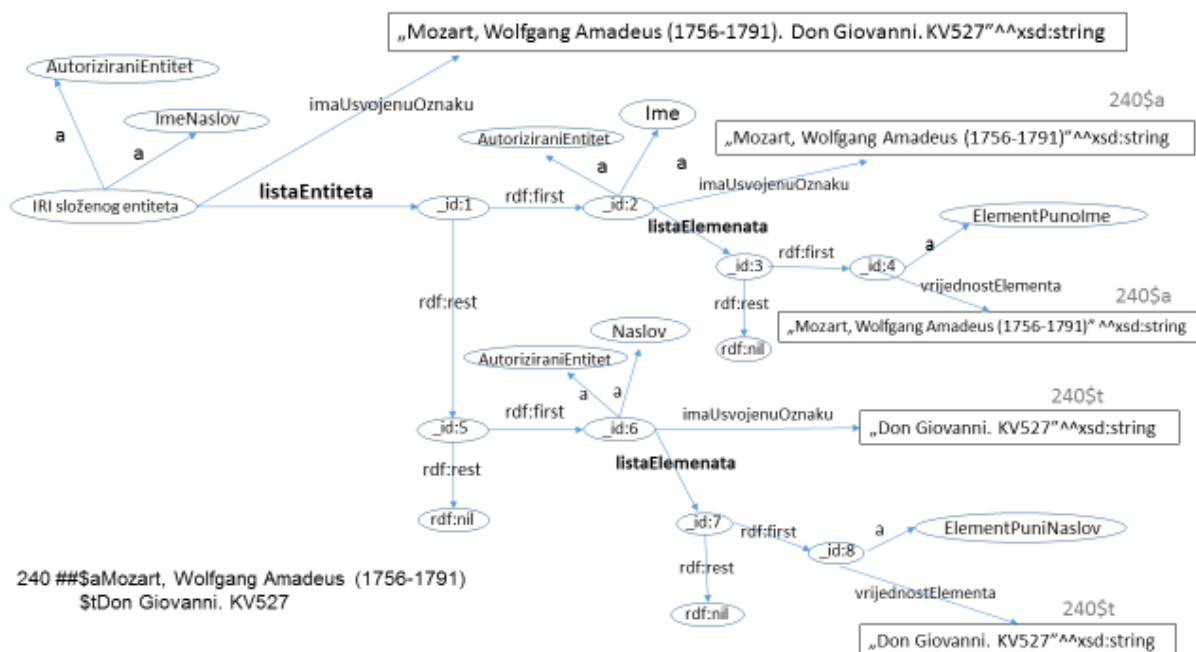 „Mozart, Wolfgang Amadeus (1756-1791). Don Giovanni. KV527”^^xsd:string
AutoriziraniEntitet
imaUsvojenuOznaku
ImeNaslov
a
a
Ime
240$a
AutoriziraniEntitet
„Mozart, Wolfgang Amadeus (1756-1791)”^^xsd:string
a
a
imaUsvojenuOznaku
IRI složenog entiteta
listaEntiteta
_id:1
rdf:first
_id:2
listaElemenata
ElementPunoIme
a
_id:3
rdf:first
_id:4
vrijednostElementa
240$a
rdf:rest
rdf:rest
„Mozart, Wolfgang Amadeus (1756-1791)” ^^xsd:string
rdf:nil
Naslov
AutoriziraniEntitet
a
a
240$t
imaUsvojenuOznaku
_id:5
rdf:first
_id:6
„Don Giovanni. KV527”^^xsd:string
listaElemenata
rdf:rest
rdf:nil
_id:7
rdf:first
a
ElementPuniNaslov
_id:8
rdf:rest
vrijednostElementa
240$t
rdf:nil
„Don Giovanni. KV527”^^xsd:string
240 ##$aMozart, Wolfgang Amadeus (1756-1791)
$tDon Giovanni. KV527